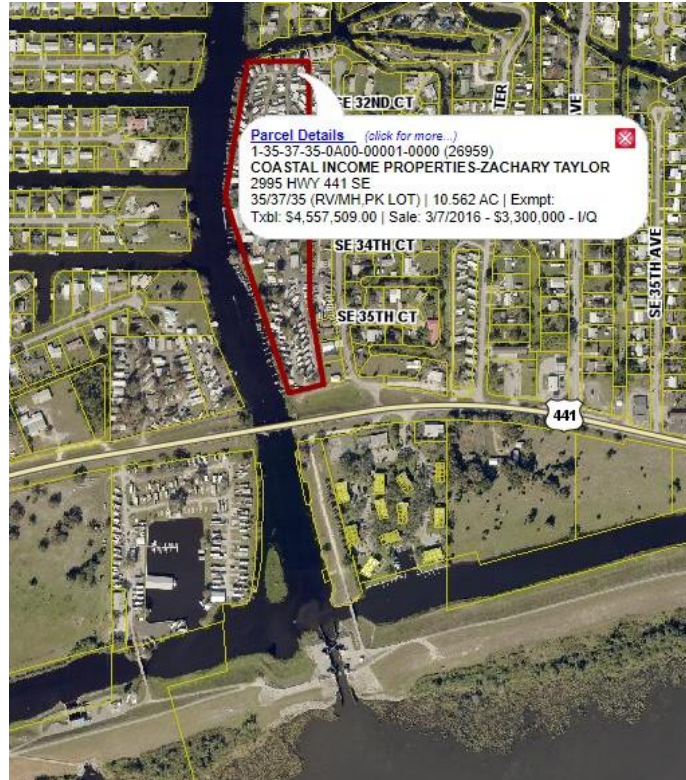 SE 32ND CT
TER
AVE
Parcel Details (click for more...)
1-35-37-35-0A00-00001-0000 (26959)
COASTAL INCOME PROPERTIES-ZACHARY TAYLOR
2995 HWY 441 SE
35/37/35 (RV/MH,PK LOT) | 10.562 AC | Exmpt:
Txbl: $4,557,509.00 | Sale: 3/7/2016 - $3,300,000 - I/Q
SE 34TH CT
SE 35TH CT
SE 35TH AVE
441